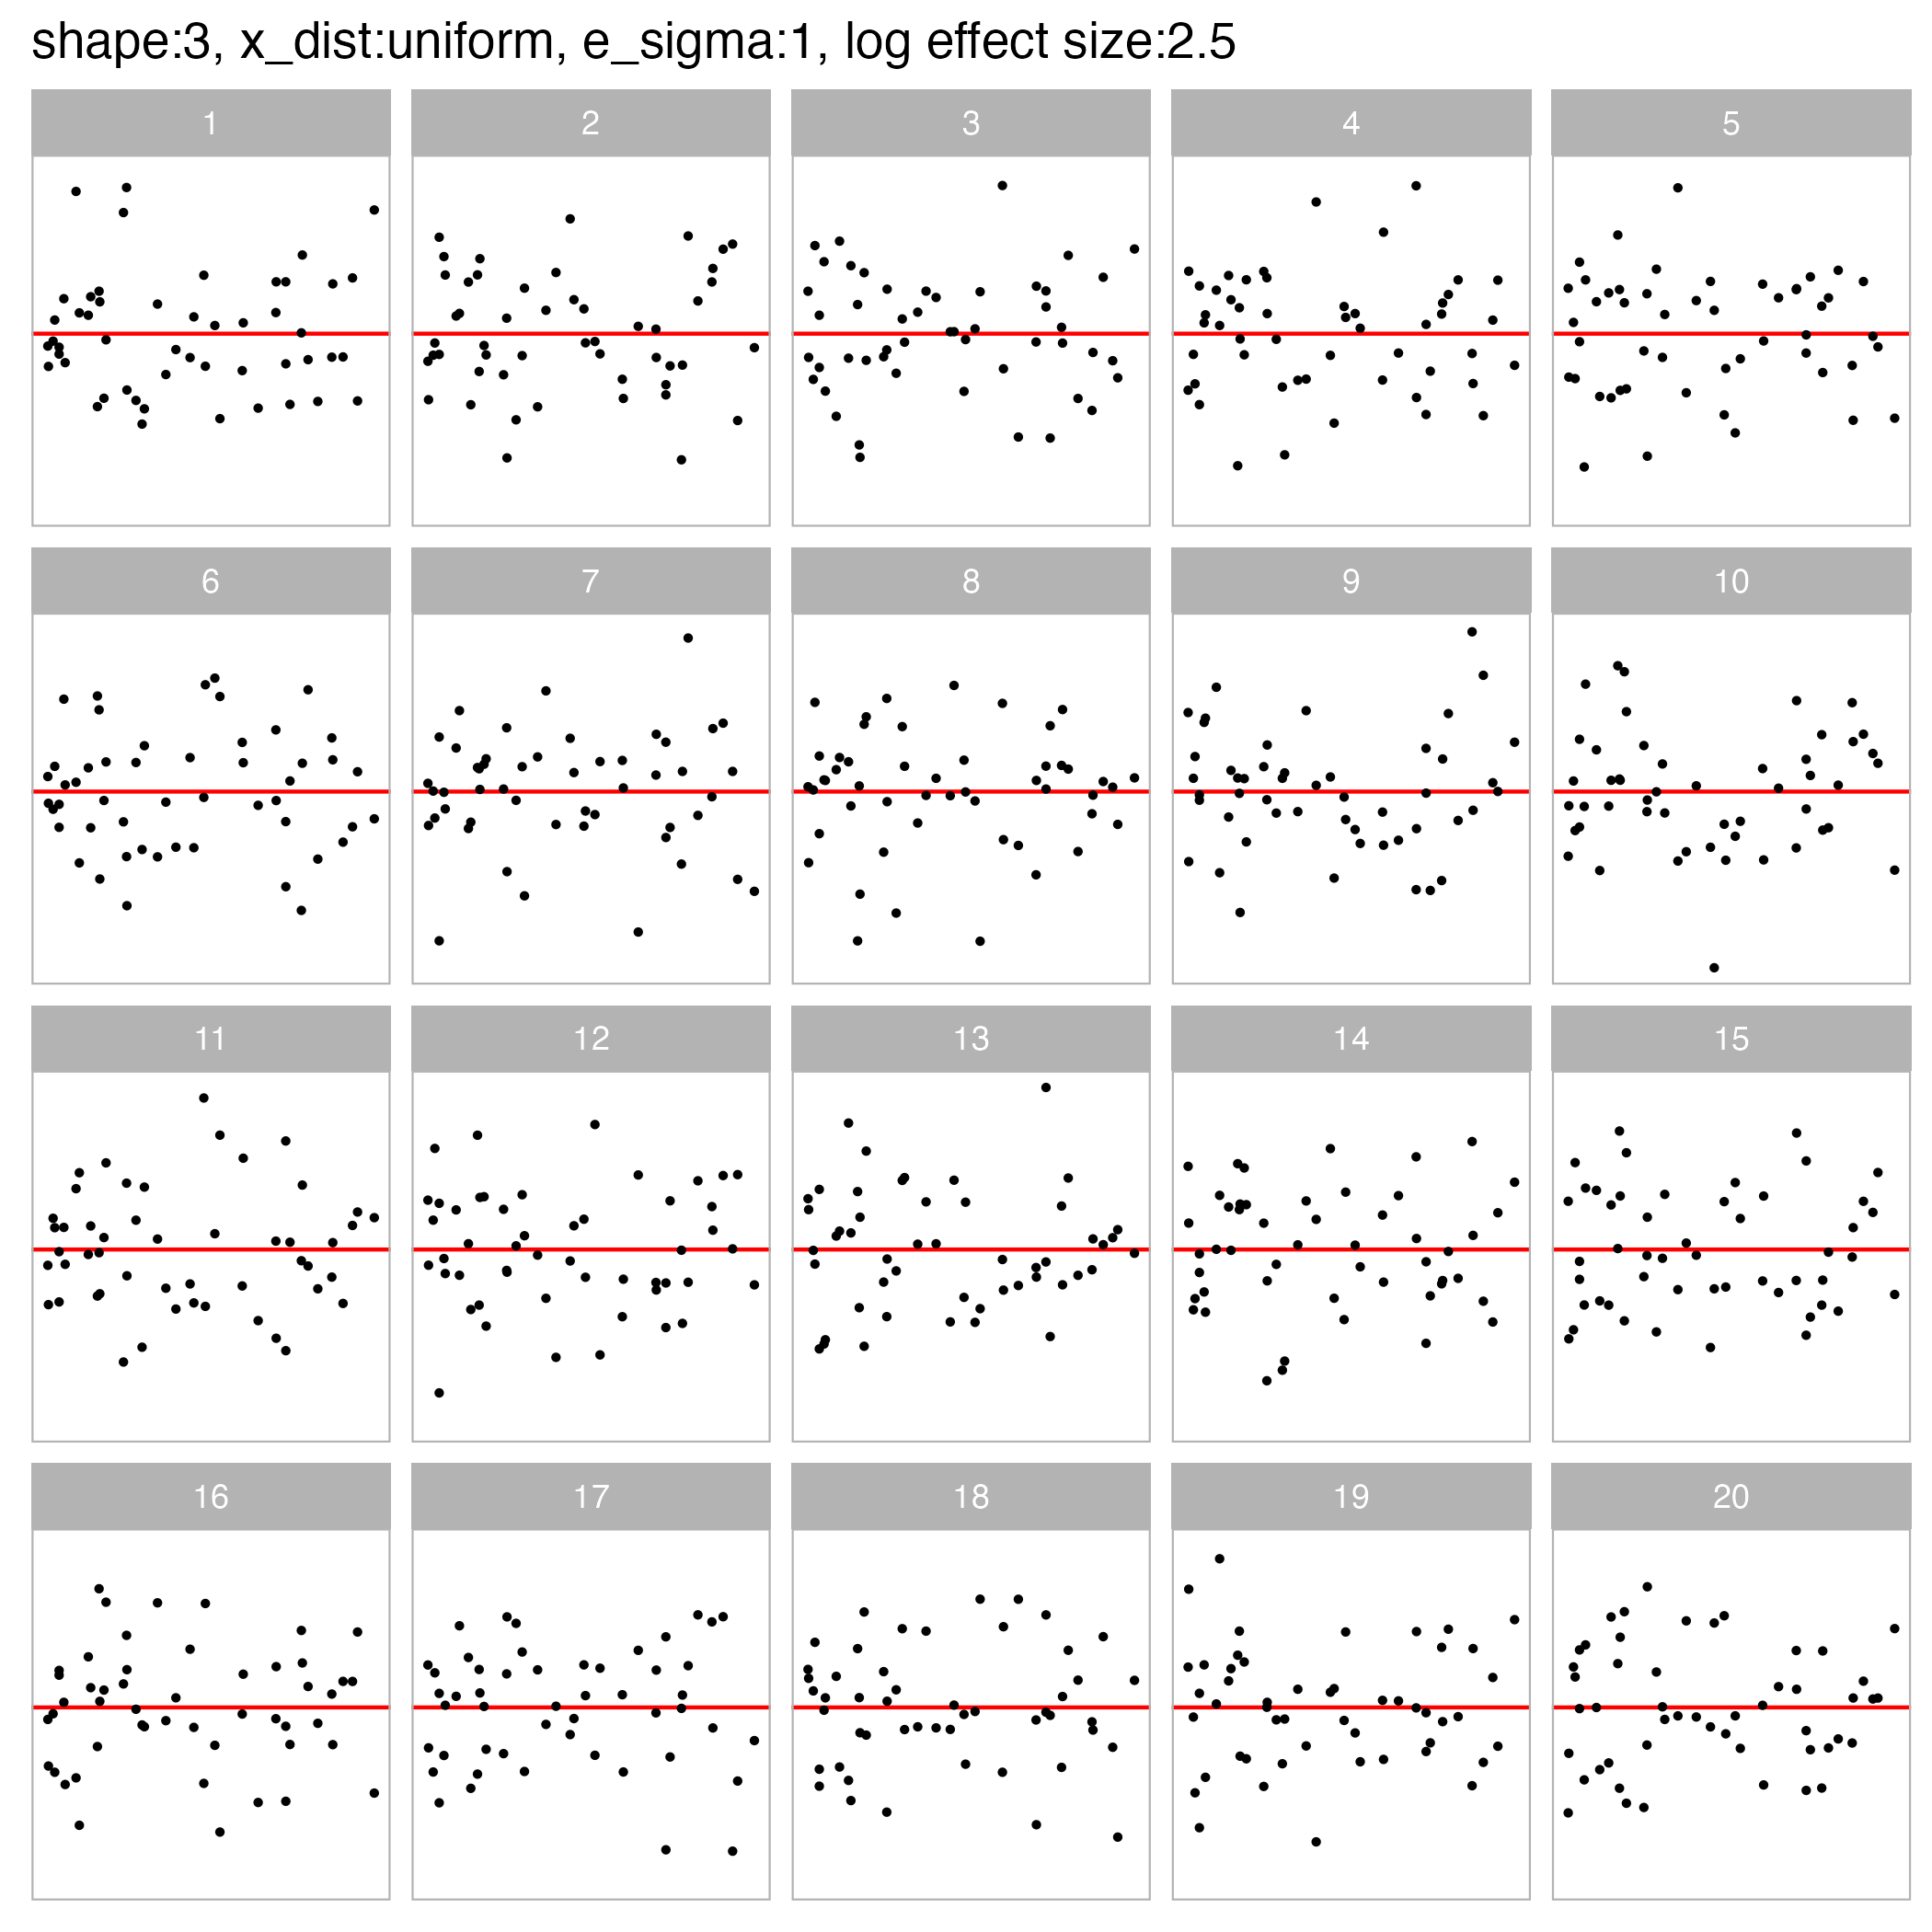 shape:3, x_dist:uniform, e_sigma:1, log effect size:2.5
1 2 3 4 5
6 7 8 9 10
11 12 13 14 15
16 17 18 19 20